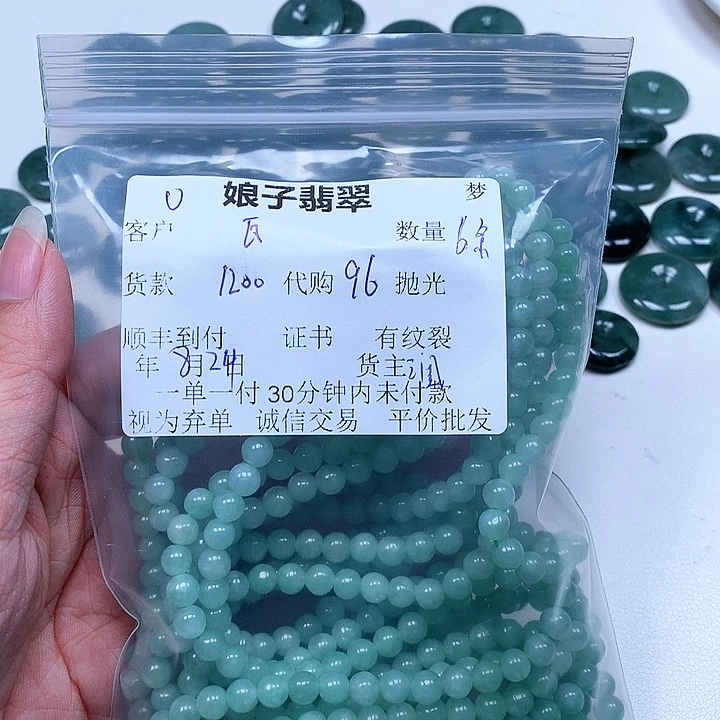 U 娘子翡翠 梦
客户 瓦 数量 6条
货款 1200 代购 96 抛光
顺丰到付 证书 有纹裂
年 8月24日 货主
一单一付 30分钟内未付款
视为弃单 诚信交易 平价批发